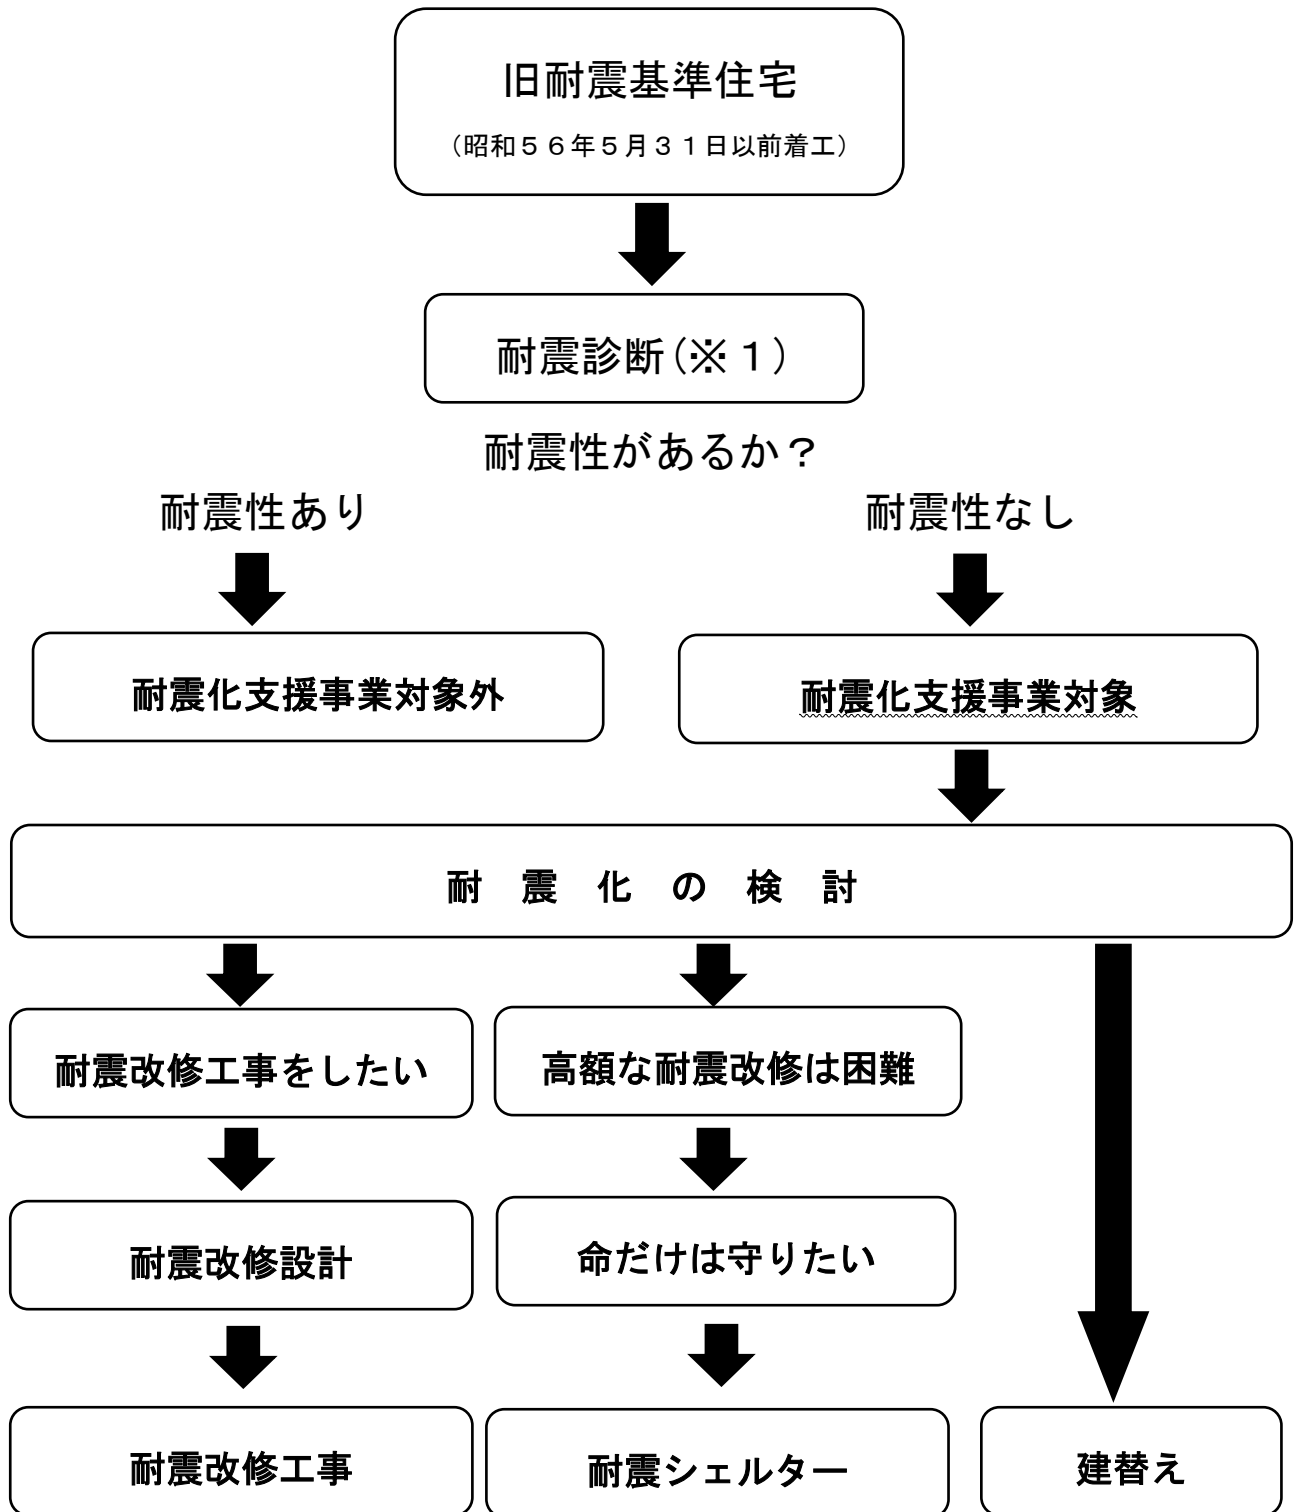 旧耐震基準住宅
（昭和５６年５月３１日以前着工）
耐震診断(※１)
耐震性があるか？
耐震性あり
耐震性なし
耐震化支援事業対象外
耐震化支援事業対象
耐　震　化　の　検　討
耐震改修工事をしたい
高額な耐震改修は困難
耐震改修設計
命だけは守りたい
耐震改修工事
耐震シェルター
建替え